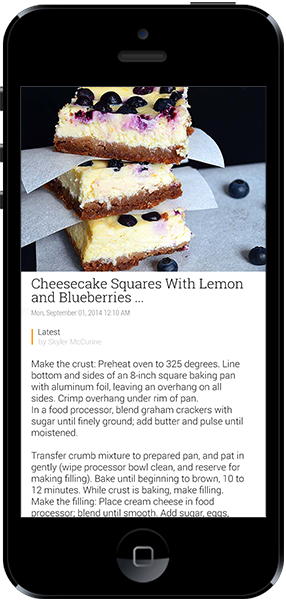 Cheesecake Squares With Lemon
and Blueberries ...
Mon, September 01, 2014 12:10 AM
Latest
by Skyler McCurine
Make the crust: Preheat oven to 325 degrees. Line
bottom and sides of an 8-inch square baking pan
with aluminum foil, leaving an overhang on all
sides. Crimp overhang under rim of pan.
In a food processor, blend graham crackers with
sugar until finely ground; add butter and pulse until
moistened.
Transfer crumb mixture to prepared pan, and pat in
gently (wipe processor bowl clean, and reserve for
making filling). Bake until beginning to brown, 10 to
12 minutes. While crust is baking, make filling.
Make the filling: Place cream cheese in food
processor; blend until smooth. Add sugar, eggs,